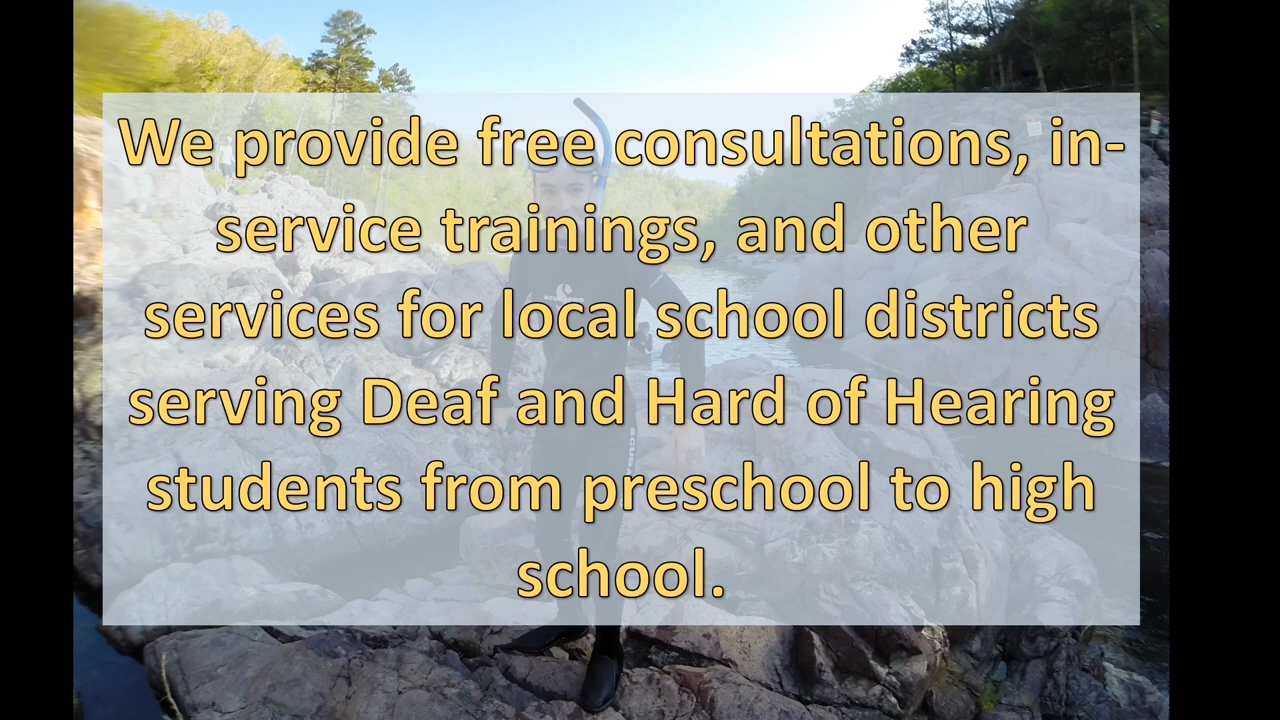 We provide free consultations, in-
service trainings, and other
services for local school districts
serving Deaf and Hard of Hearing
students from preschool to high
school.
SCUBAPRO